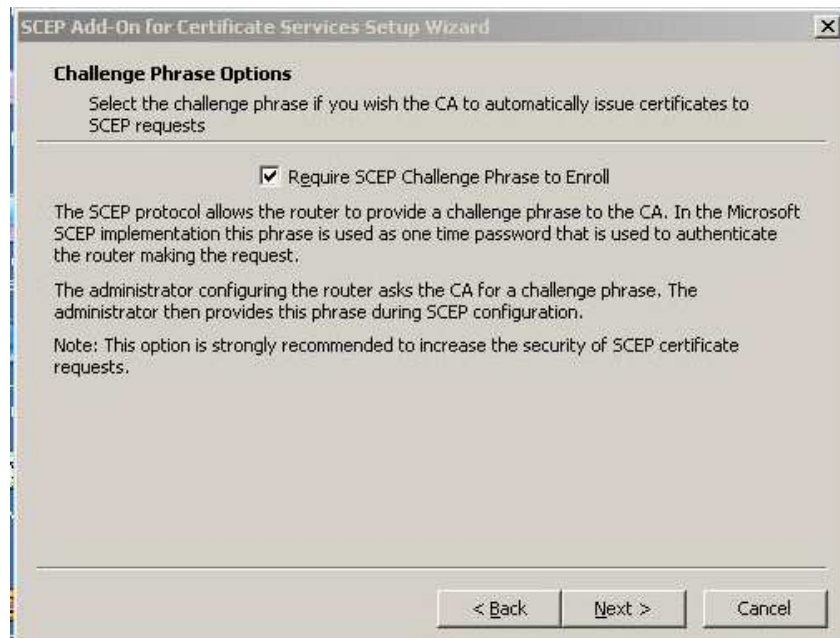 SCEP Add-On for Certificate Services Setup Wizard
Challenge Phrase Options
Select the challenge phrase if you wish the CA to automatically issue certificates to
SCEP requests
Require SCEP Challenge Phrase to Enroll
The SCEP protocol allows the router to provide a challenge phrase to the CA. In the Microsoft
SCEP implementation this phrase is used as one time password that is used to authenticate
the router making the request.
The administrator configuring the router asks the CA for a challenge phrase. The
administrator then provides this phrase during SCEP configuration.
Note: This option is strongly recommended to increase the security of SCEP certificate
requests.
< Back
Next >
Cancel